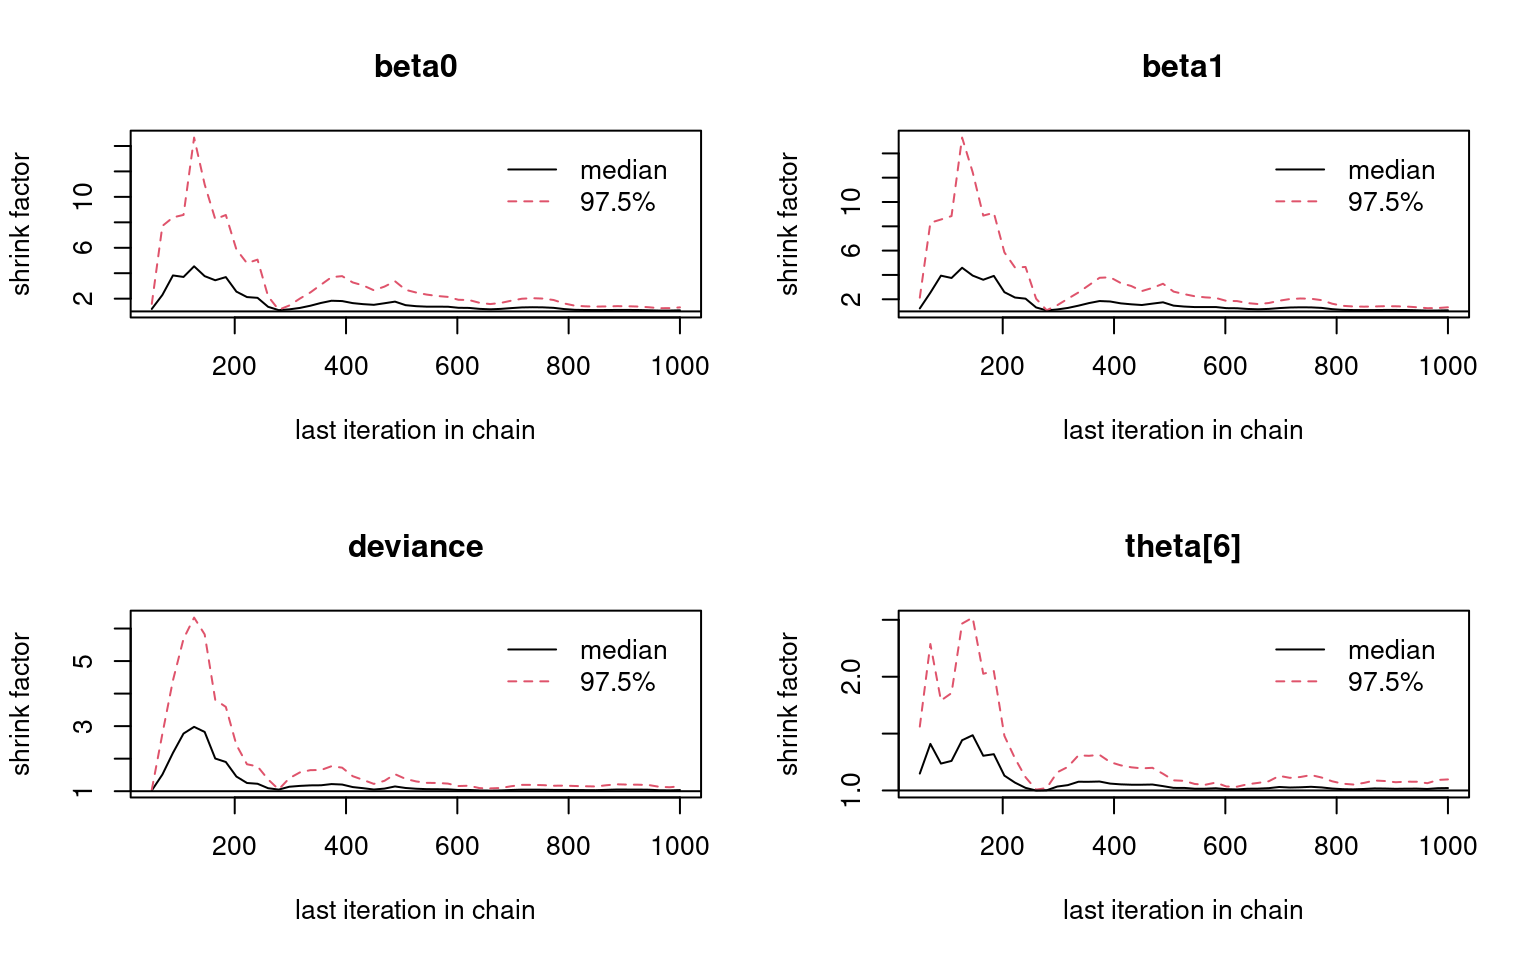 beta0
shrink factor
10
6
2
median
97.5%
200 400 600 800 1000
last iteration in chain
beta1
shrink factor
10
6
2
median
97.5%
200 400 600 800 1000
last iteration in chain
deviance
shrink factor
5
3
1
median
97.5%
200 400 600 800 1000
last iteration in chain
theta[6]
shrink factor
2.0
1.0
median
97.5%
200 400 600 800 1000
last iteration in chain